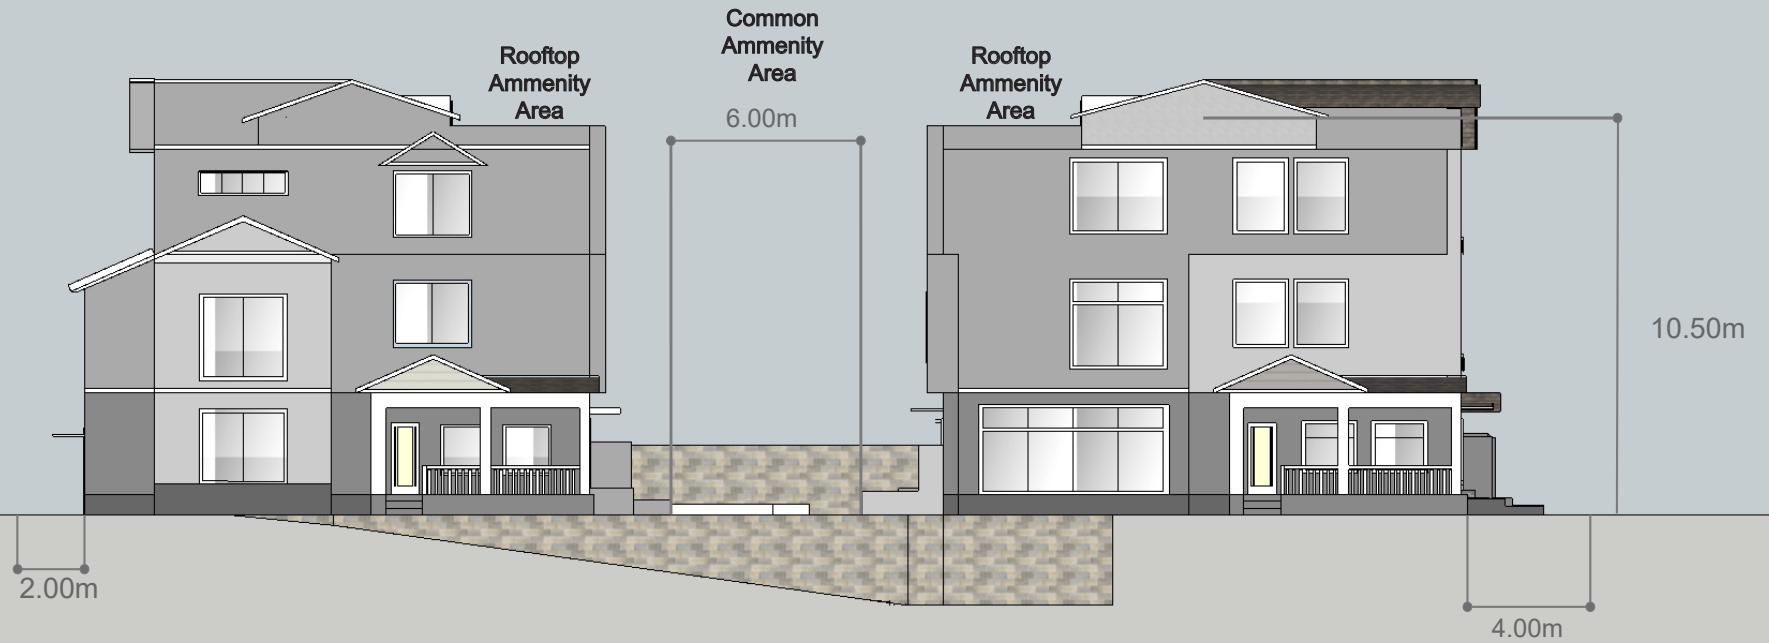 Common
Ammenity
Area
Rooftop
Ammenity
Area
Rooftop
Ammenity
Area
6.00m
10.50m
2.00m
4.00m